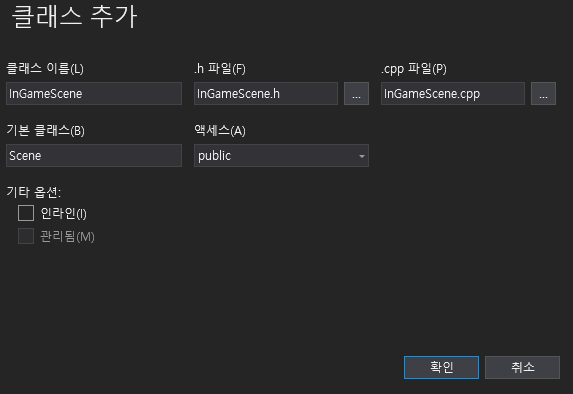 클래스 추가
클래스 이름(L) .h 파일(F) .cpp 파일(P)
InGameScene InGameScene.h ... InGameScene.cpp ...
기본 클래스(B) 액세스(A)
Scene public
기타 옵션:
인라인(I)
관리됨(M)
확인 취소